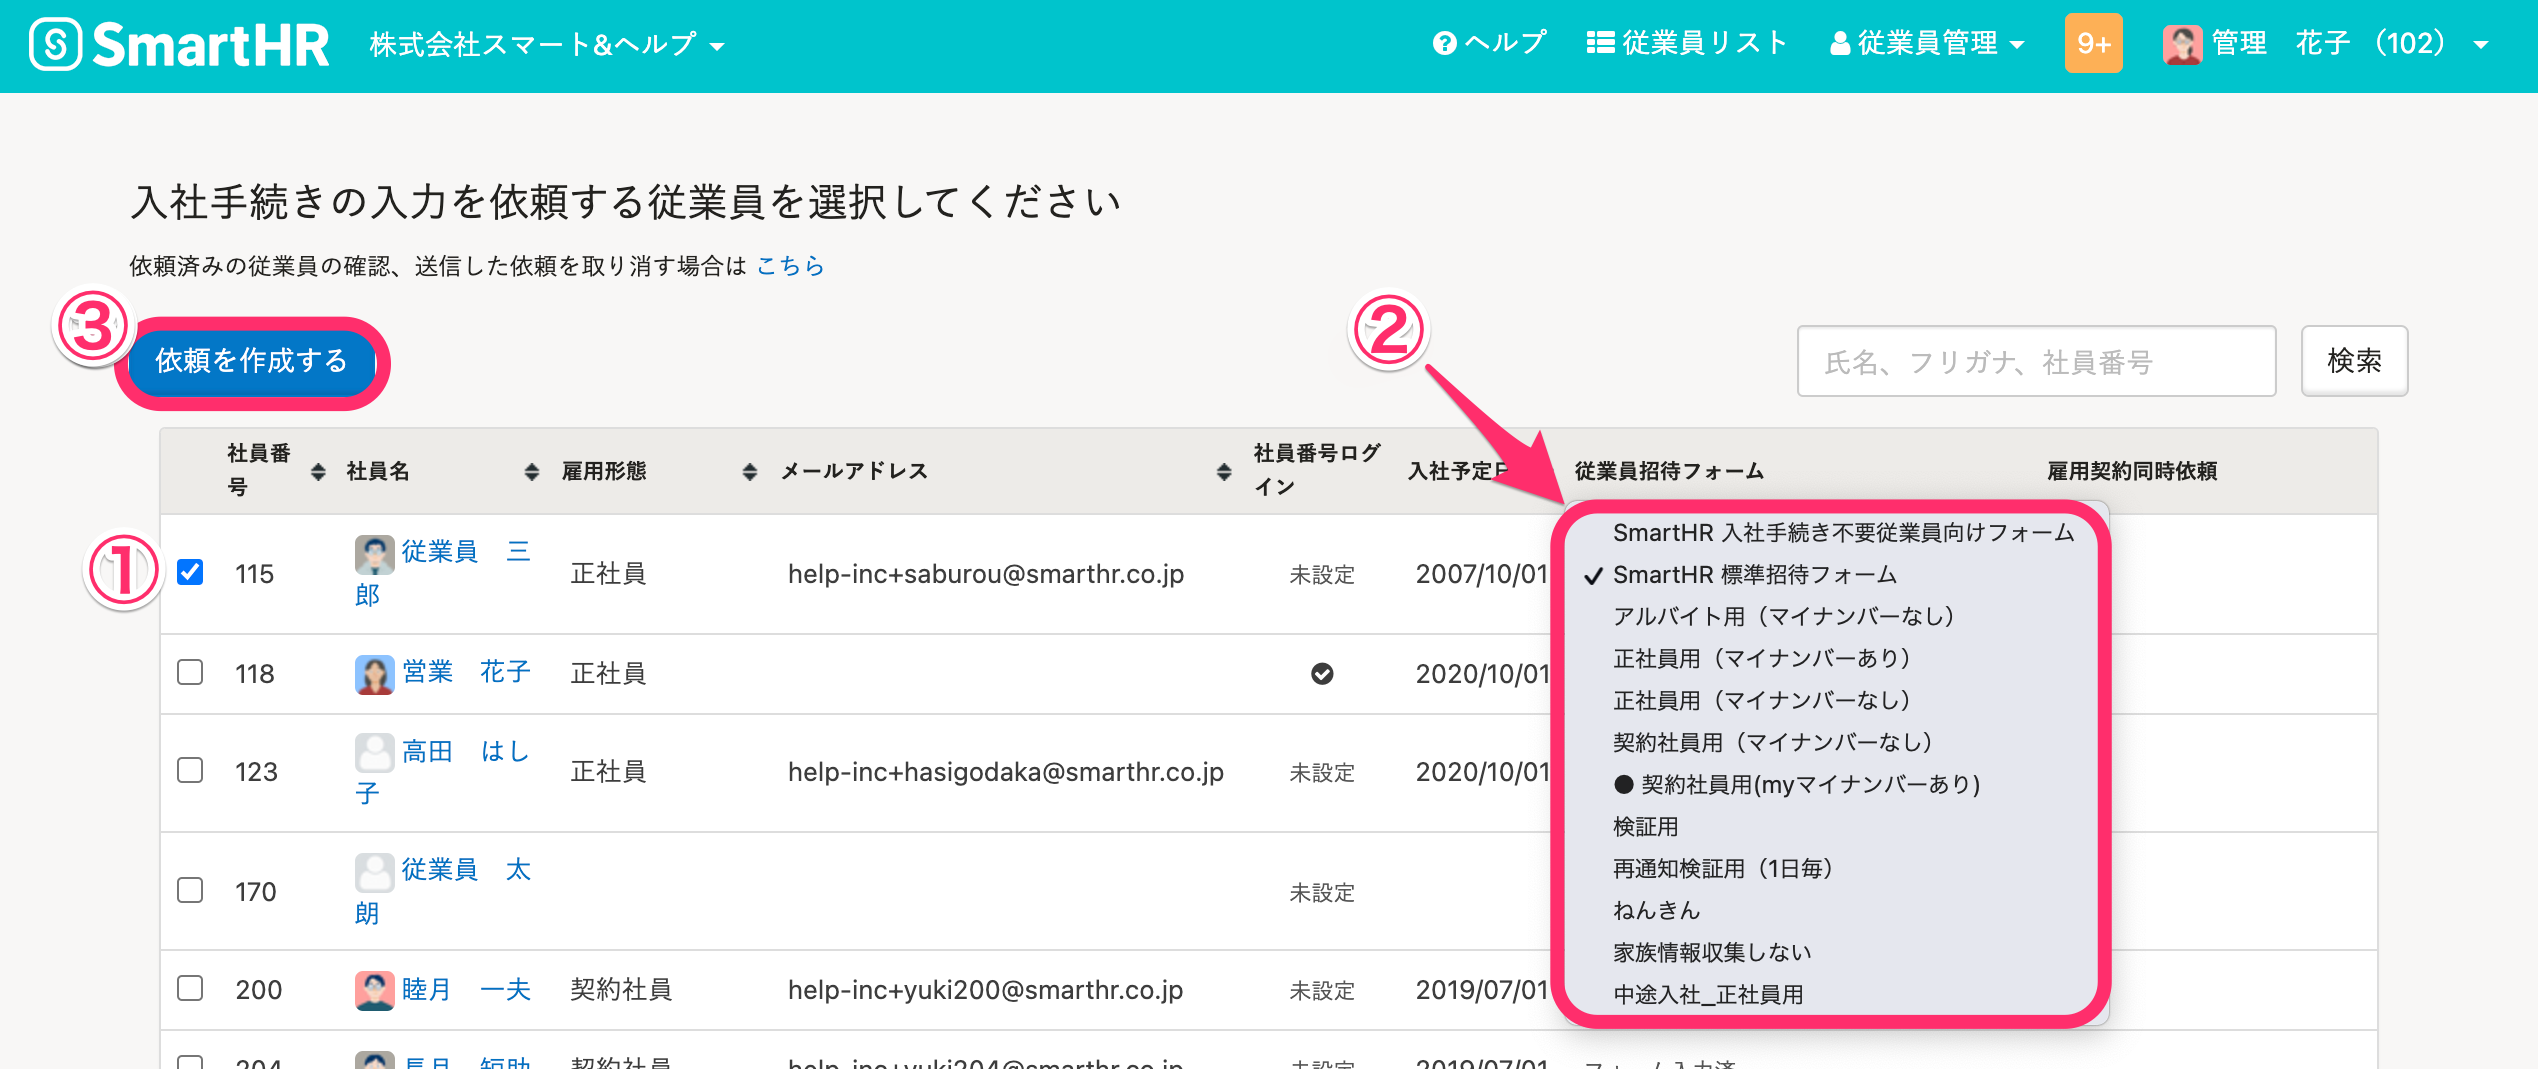 SmartHR 株式会社スマート&ヘルプ ヘルプ 従業員リスト 従業員管理 9+ 管理 花子 (102)
入社手続きの入力を依頼する従業員を選択してください
依頼済みの従業員の確認、送信した依頼を取り消す場合は こちら
③ 依頼を作成する ② 氏名、フリガナ、社員番号 検索
社員番号 社員名 雇用形態 メールアドレス 社員番号ログイン 入社予定日 従業員招待フォーム 雇用契約同時依頼
① 115 従業員 三郎 正社員 help-inc+saburou@smarthr.co.jp 未設定 2007/10/01
118 営業 花子 正社員 2020/10/01
123 高田 はし子 正社員 help-inc+hasigodaka@smarthr.co.jp 未設定 2020/10/01
170 従業員 太朗 未設定
200 睦月 一夫 契約社員 help-inc+yuki200@smarthr.co.jp 未設定 2019/07/01
204 長月 契約社員 help-inc+yuki204@smarthr.co.jp 未設定 2019/07/01 フォーム入力済
SmartHR 入社手続き不要従業員向けフォーム
✓ SmartHR 標準招待フォーム
アルバイト用（マイナンバーなし）
正社員用（マイナンバーあり）
正社員用（マイナンバーなし）
契約社員用（マイナンバーなし）
● 契約社員用(myマイナンバーあり)
検証用
再通知検証用（1日毎）
ねんきん
家族情報収集しない
中途入社_正社員用